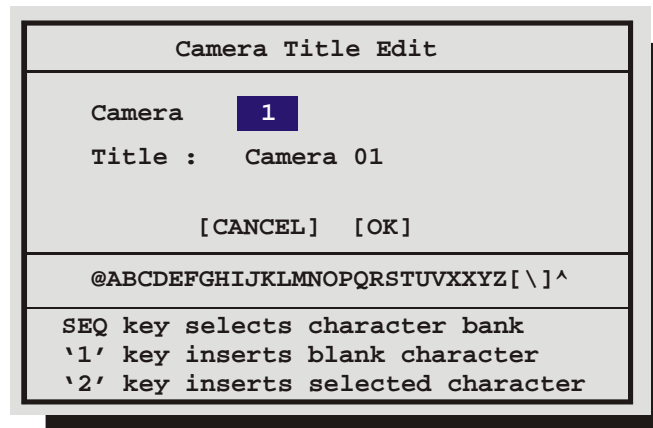 Camera Title Edit
Camera 1
Title : Camera 01
[CANCEL] [OK]
@ABCDEFGHIJKLMNOPQRSTUVXXYZ[\]^
SEQ key selects character bank
‘1’ key inserts blank character
‘2’ key inserts selected character